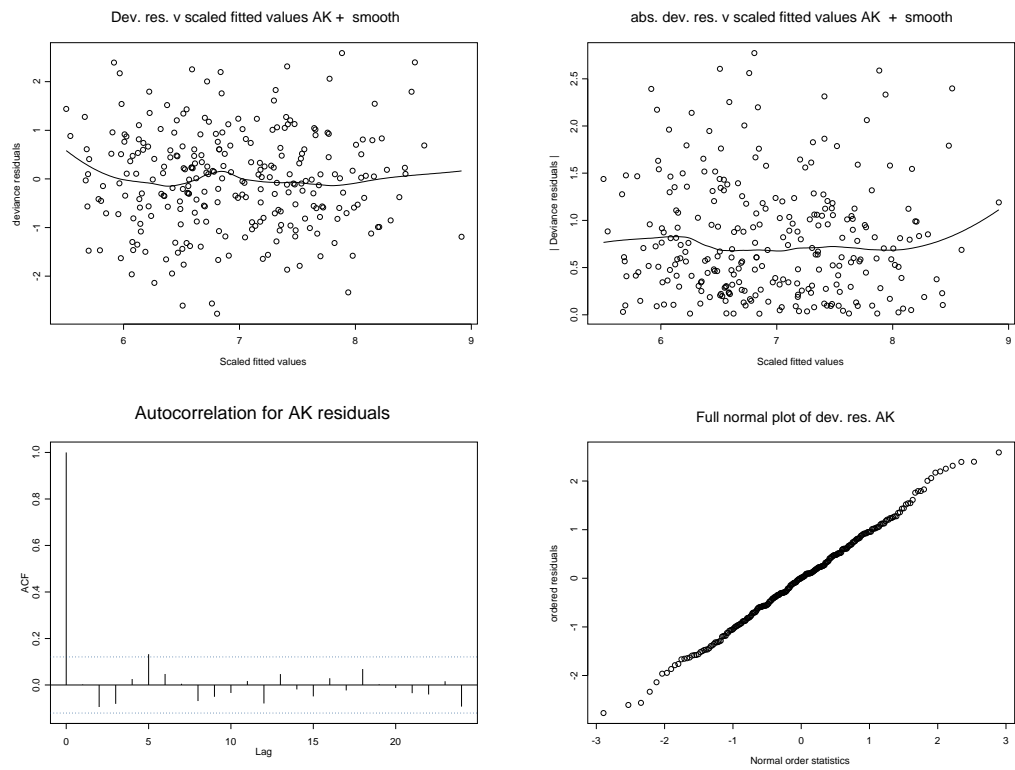 Dev. res. v scaled fitted values AK + smooth
deviance residuals
2
1
0
-1
-2
6 7 8 9
Scaled fitted values
abs. dev. res. v scaled fitted values AK + smooth
| Deviance residuals |
2.5
2.0
1.5
1.0
0.5
0.0
6 7 8 9
Scaled fitted values
Autocorrelation for AK residuals
ACF
1.0
0.8
0.6
0.4
0.2
0.0
0 5 10 15 20
Lag
Full normal plot of dev. res. AK
ordered residuals
2
1
0
-1
-2
-3 -2 -1 0 1 2 3
Normal order statistics